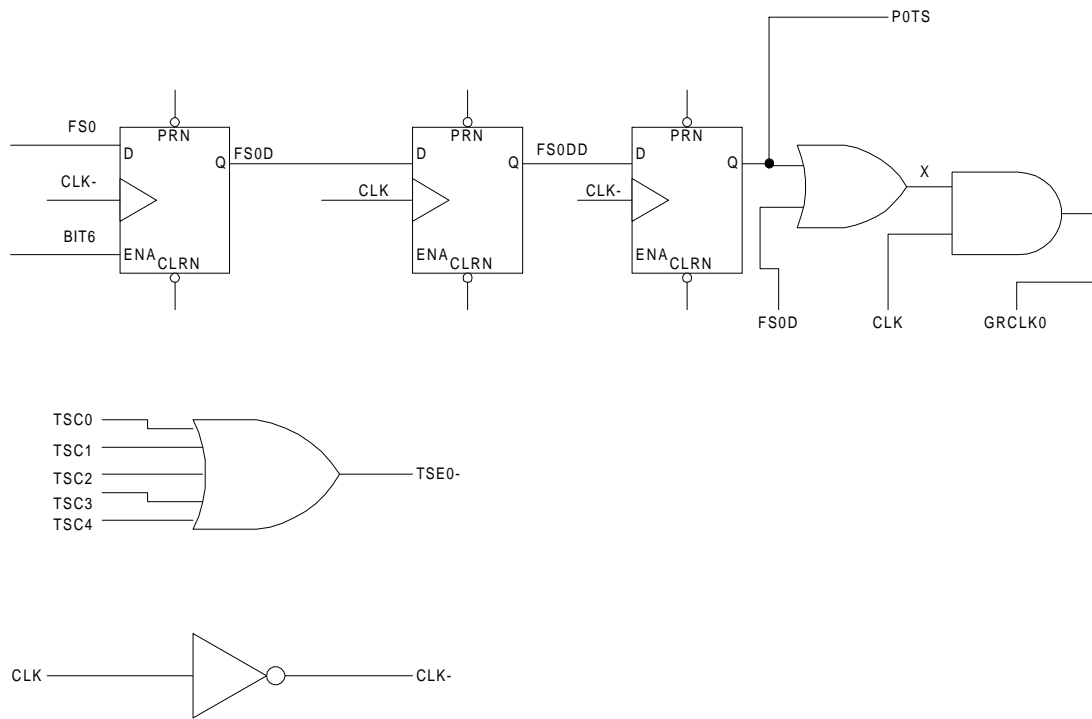 P0TS
FS0
CLK-
BIT6
PRN
D
Q
ENA
CLRN
FS0D
CLK
PRN
D
Q
ENA
CLRN
FS0DD
CLK-
PRN
D
Q
ENA
CLRN
X
FS0D
CLK
GRCLK0
TSC0
TSC1
TSC2
TSC3
TSC4
TSE0-
CLK
CLK-